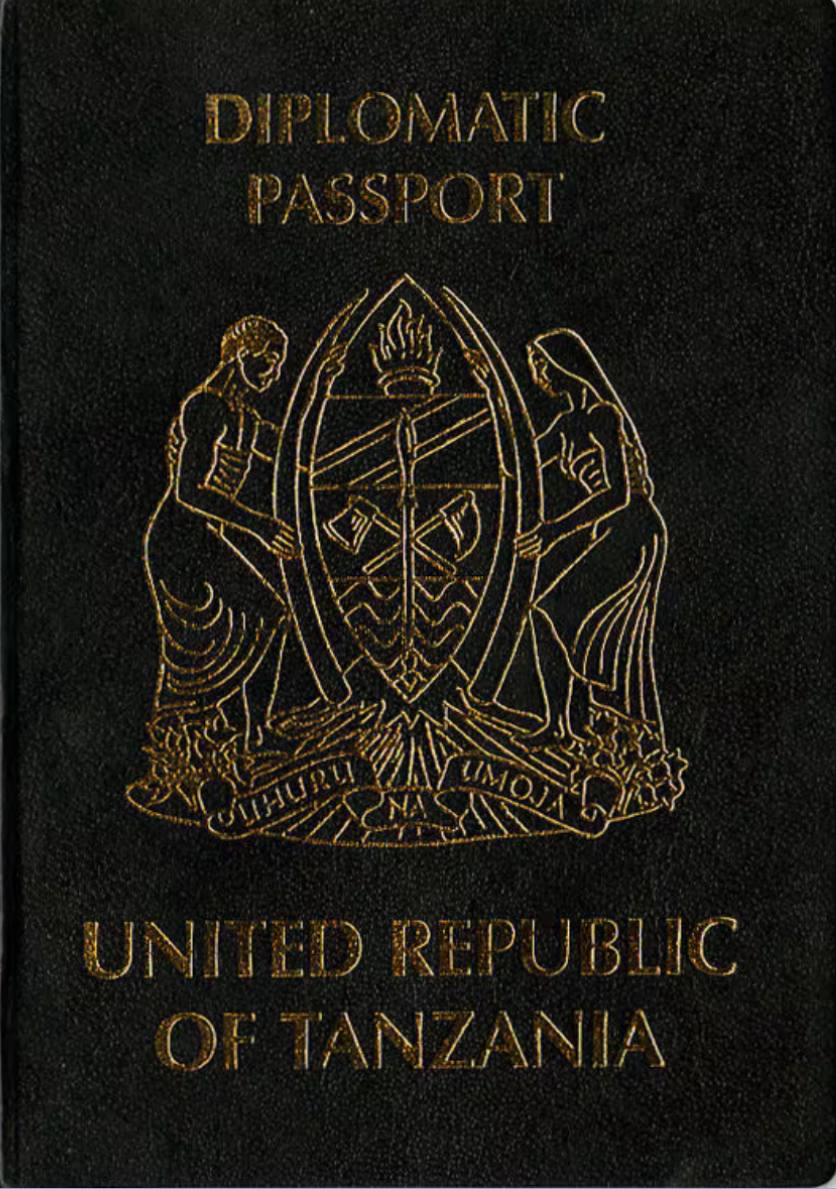 DIPLOMATIC
PASSPORT
UHURU NA UMOJA
UNITED REPUBLIC
OF TANZANIA